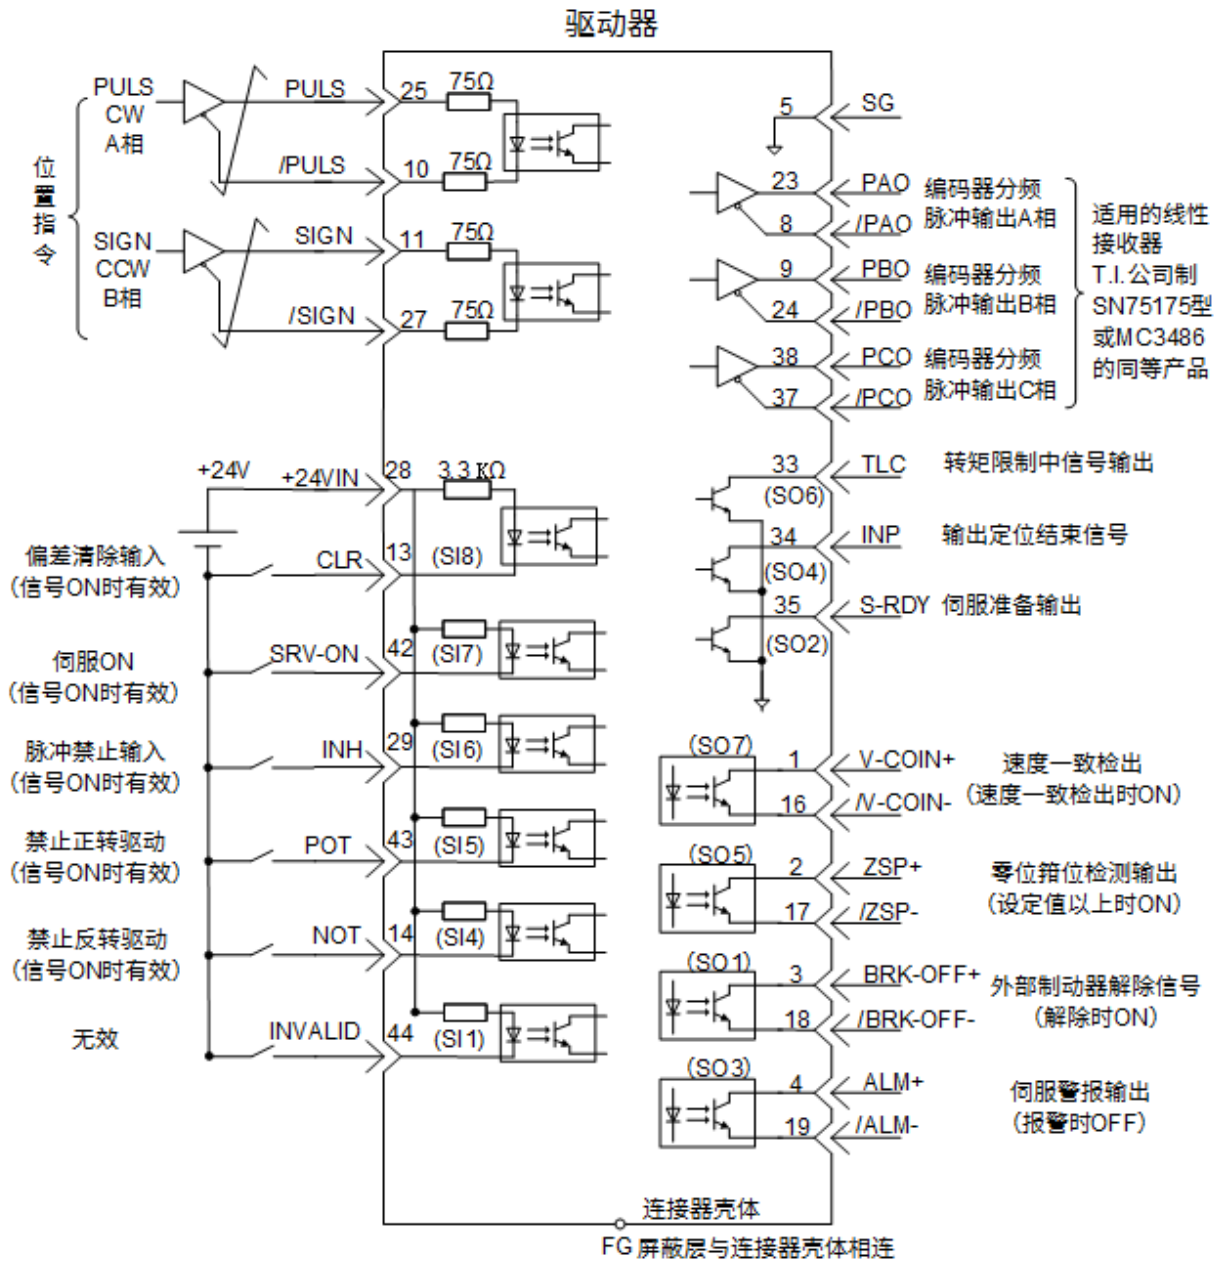 驱动器
位置指令
PULS
CW
A相
PULS
25
75Ω
/PULS
10
75Ω
SIGN
CCW
B相
SIGN
11
75Ω
/SIGN
27
75Ω
5
SG
23
PAO
8
/PAO
编码器分频
脉冲输出A相
9
PBO
24
/PBO
编码器分频
脉冲输出B相
38
PCO
37
/PCO
编码器分频
脉冲输出C相
适用的线性
接收器
T.I.公司制
SN75175型
或MC3486
的同等产品
+24V
+24VIN
28
3.3 KΩ
偏差清除输入
(信号ON时有效)
CLR
13
(SI8)
伺服ON
(信号ON时有效)
SRV-ON
42
(SI7)
脉冲禁止输入
(信号ON时有效)
INH
29
(SI6)
禁止正转驱动
(信号ON时有效)
POT
43
(SI5)
禁止反转驱动
(信号ON时有效)
NOT
14
(SI4)
无效
INVALID
44
(SI1)
33
TLC
转矩限制中信号输出
(SO6)
34
INP
输出定位结束信号
(SO4)
35
S-RDY
伺服准备输出
(SO2)
(SO7)
1
V-COIN+
16
/V-COIN-
速度一致检出
(速度一致检出时ON)
(SO5)
2
ZSP+
17
/ZSP-
零位箝位检测输出
(设定值以上时ON)
(SO1)
3
BRK-OFF+
18
/BRK-OFF-
外部制动器解除信号
(解除时ON)
(SO3)
4
ALM+
19
/ALM-
伺服警报输出
(报警时OFF)
连接器壳体
FG 屏蔽层与连接器壳体相连